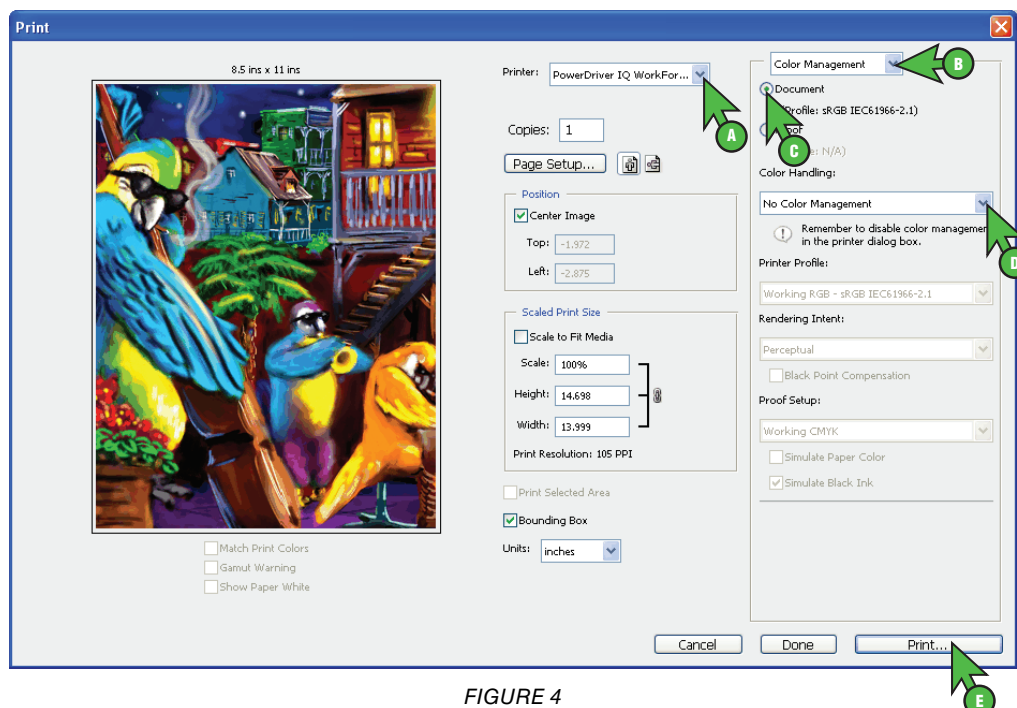 Print
8.5 ins x 11 ins
Match Print Colors
Gamut Warning
Show Paper White
Printer: PowerDriver IQ WorkFor...
A
Copies: 1
Page Setup...
Position
Center Image
Top: -1.972
Left: -2.875
Scaled Print Size
Scale to Fit Media
Scale: 100%
Height: 14.698
Width: 13.999
Print Resolution: 105 PPI
Print Selected Area
Bounding Box
Units: inches
Color Management
B
Document
Profile: sRGB IEC61966-2.1)
C
N/A)
Color Handling:
No Color Management
D
Remember to disable color
in the printer dialog box.
Printer Profile:
Working RGB - sRGB IEC61966-2.1
Rendering Intent:
Perceptual
Black Point Compensation
Proof Setup:
Working CMYK
Simulate Paper Color
Simulate Black Ink
Cancel
Done
Print...
E
FIGURE 4